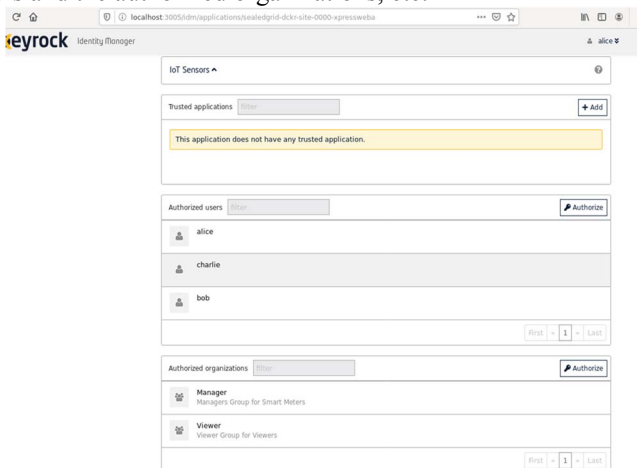 localhost:3005/idm/applications/sealedgrid-dckr-site-0000-xpressweba
eyrock Identity Manager
alice
IoT Sensors
Trusted applications filter + Add
This application does not have any trusted application.
Authorized users filter Authorize
alice
charlie
bob
First « 1 » Last
Authorized organizations filter Authorize
Manager
Managers Group for Smart Meters
Viewer
Viewer Group for Viewers
First « 1 » Last